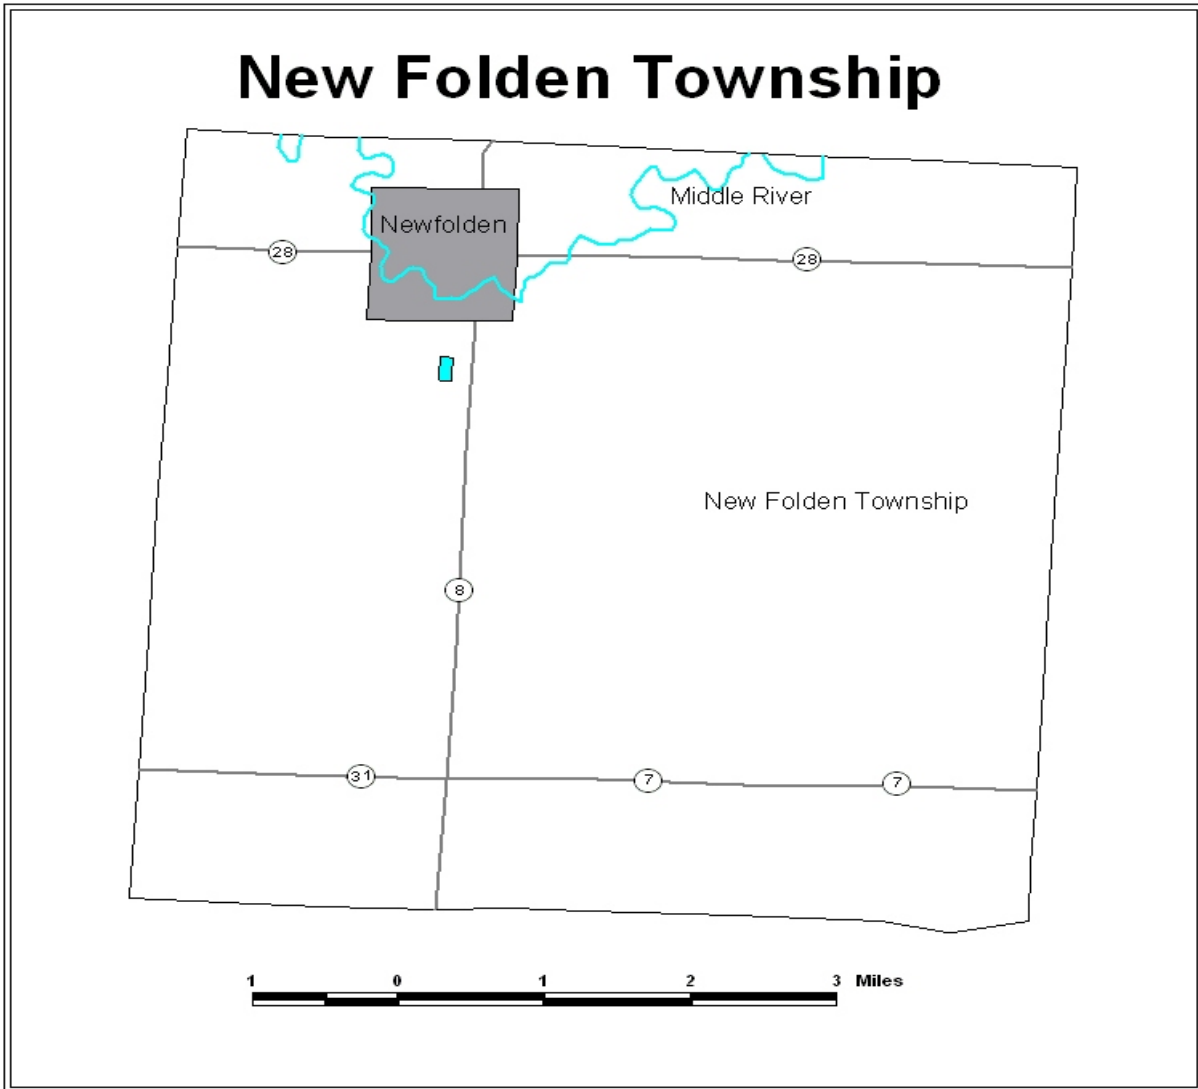 New Folden Township
Middle River
Newfolden
28
28
New Folden Township
8
31
7
7
1 0 1 2 3 Miles